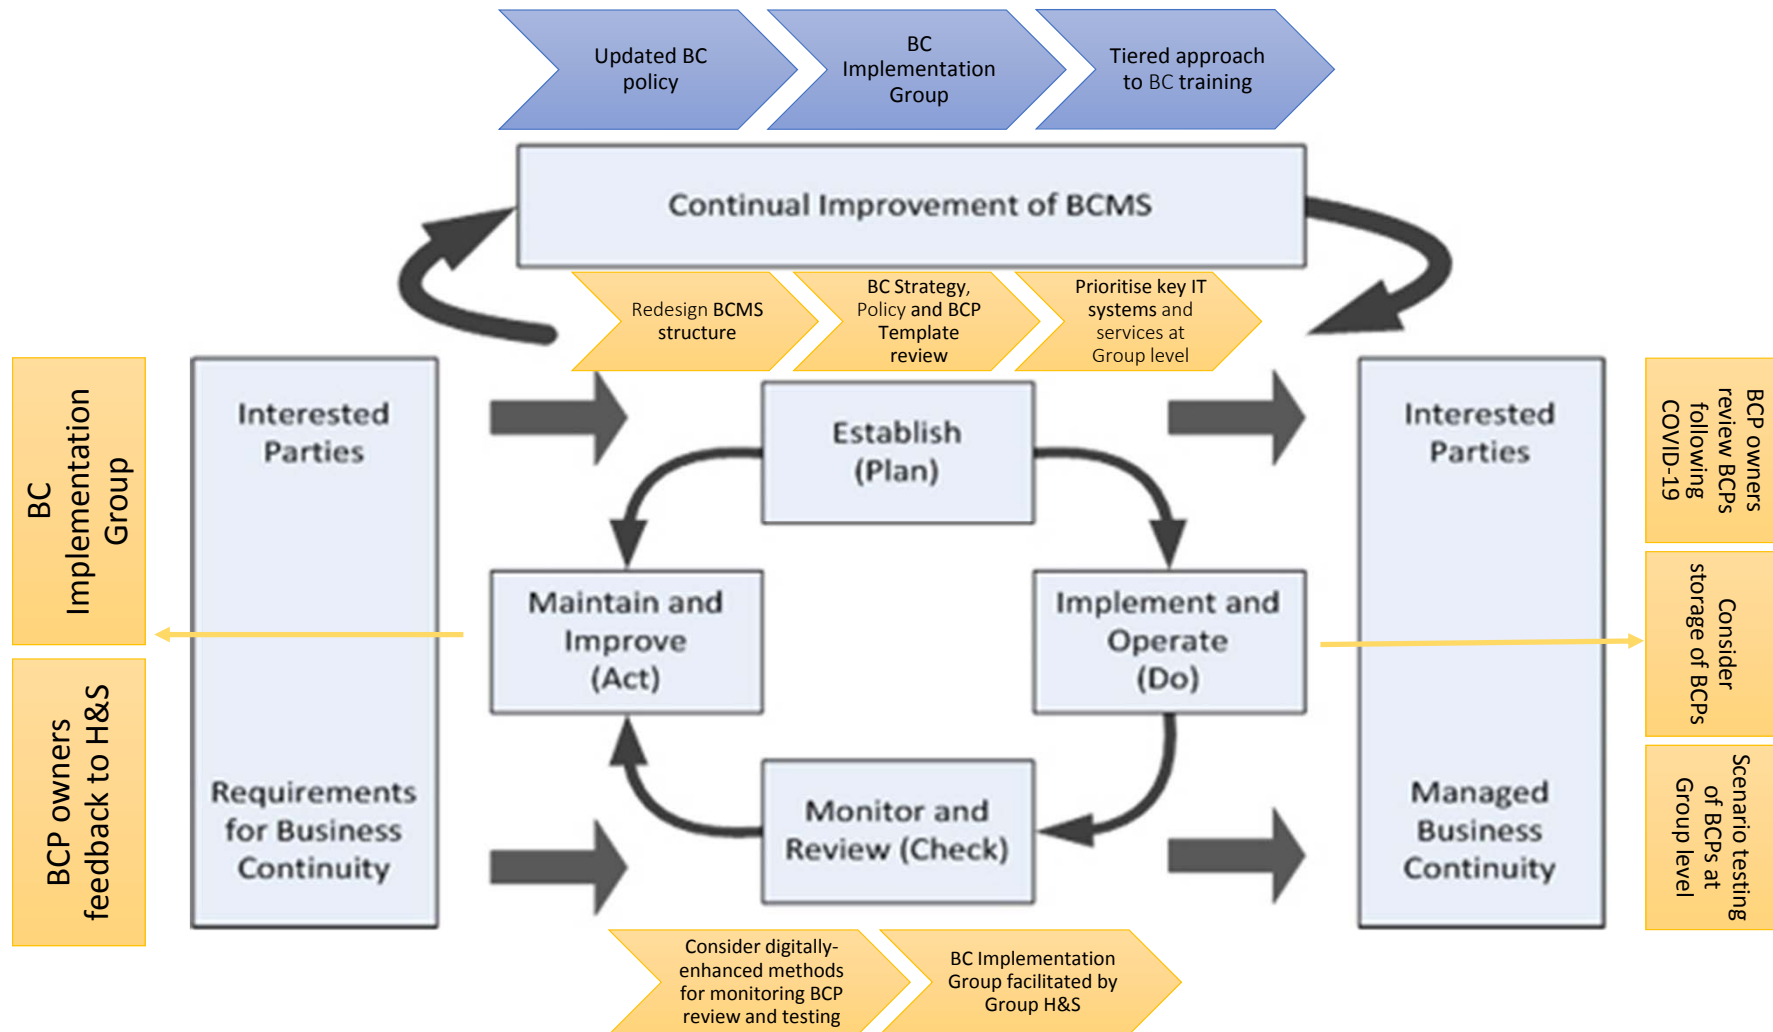 Updated BC
policy
BC
Implementation
Group
Tiered approach
to BC training
Continual Improvement of BCMS
Redesign BCMS
structure
BC Strategy,
Policy and BCP
Template
review
Prioritise key IT
systems and
services at
Group level
BC
Implementation
Group
BCP owners
feedback to H&S
Interested
Parties
Requirements
for Business
Continuity
Establish
(Plan)
Maintain and
Improve
(Act)
Implement and
Operate
(Do)
Monitor and
Review (Check)
Interested
Parties
Managed
Business
Continuity
BCP owners
review BCPs
following
COVID-19
Consider
storage of BCPs
Scenario testing
of BCPs at
Group level
Consider digitally-
enhanced methods
for monitoring BCP
review and testing
BC Implementation
Group facilitated by
Group H&S